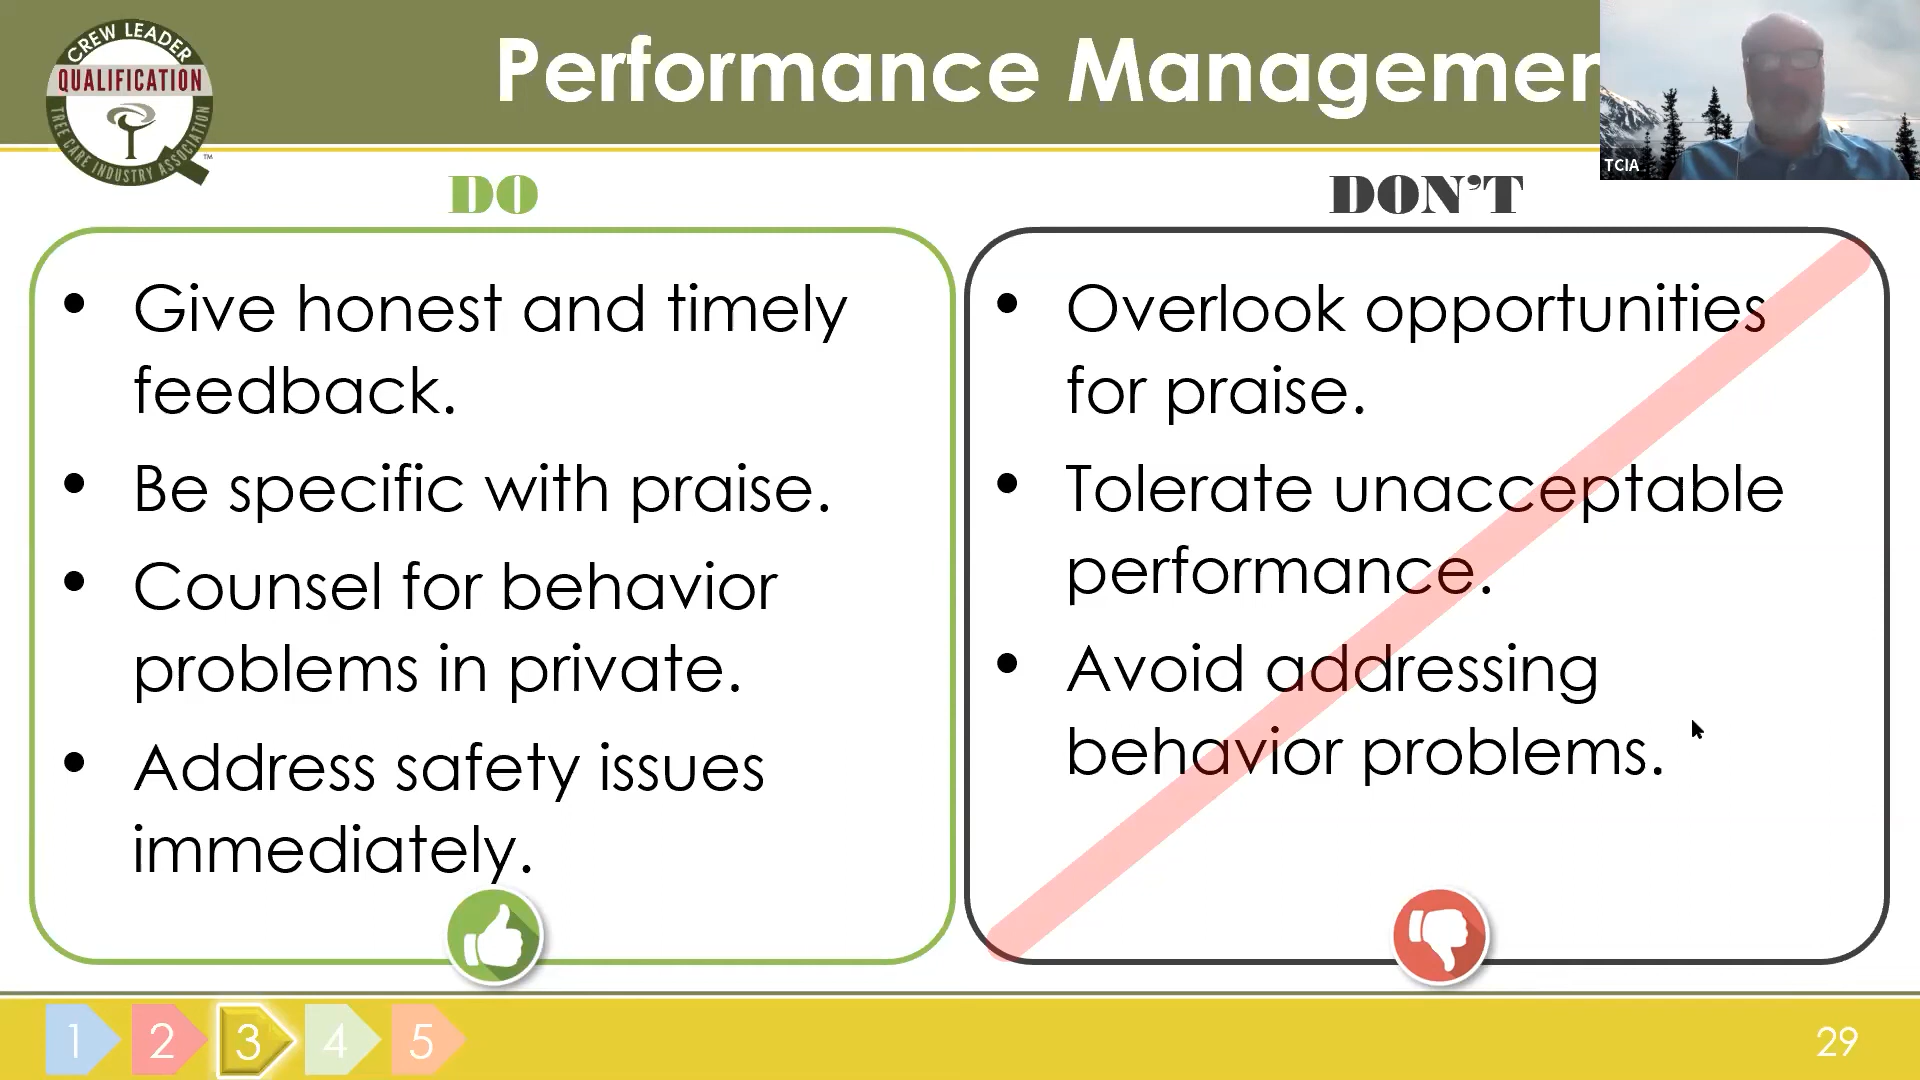 CREW LEADER
QUALIFICATION
TREE CARE INDUSTRY ASSOCIATION
™
Performance Managemen
TCIA
DO
• Give honest and timely
feedback.
• Be specific with praise.
• Counsel for behavior
problems in private.
• Address safety issues
immediately.
DON'T
• Overlook opportunities
for praise.
• Tolerate unacceptable
performance.
• Avoid addressing
behavior problems.
1 2 3 4 5
29